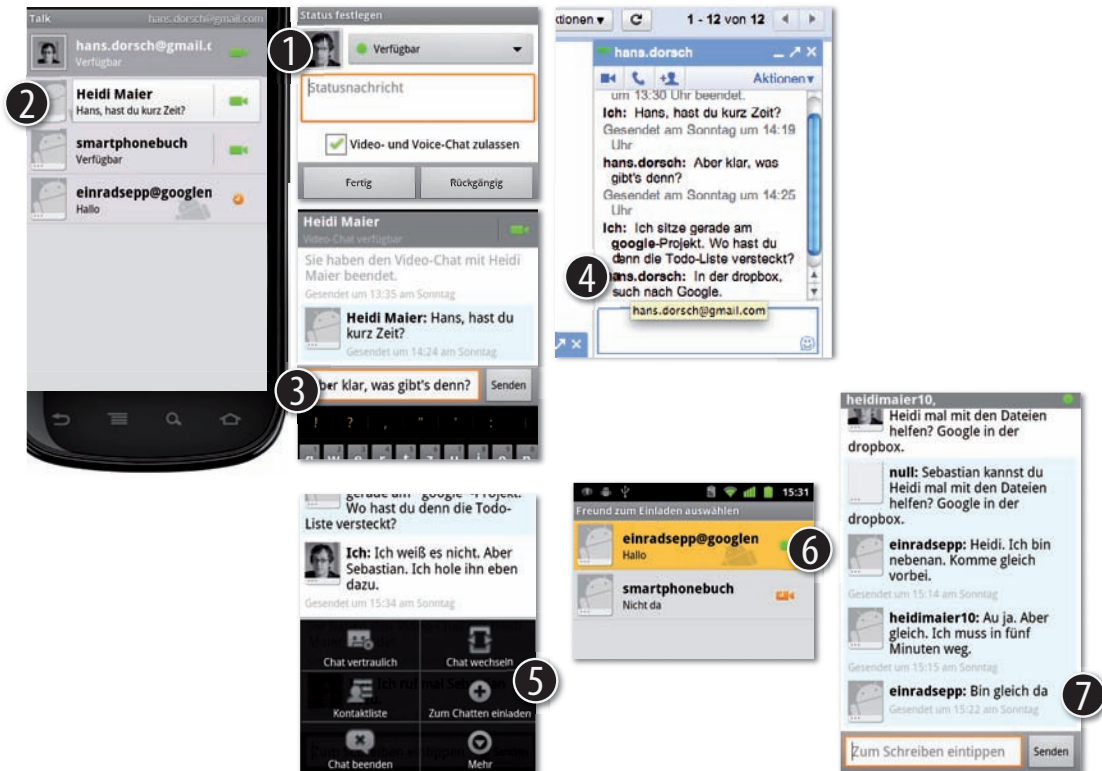 Talk hans.dorsch@gmail.com
hans.dorsch@gmail.c
Verfügbar
2
Heidi Maier
Hans, hast du kurz Zeit?
smartphonebuch
Verfügbar
einradsepp@googlen
Hallo
Status festlegen
1
Verfügbar
Statusnachricht
Video- und Voice-Chat zulassen
Fertig Rückgängig
Heidi Maier
Video-Chat verfügbar
Sie haben den Video-Chat mit Heidi
Maier beendet.
Gesendet um 13:35 am Sonntag
Heidi Maier: Hans, hast du
kurz Zeit?
Gesendet um 14:24 am Sonntag
3
ber klar, was gibt's denn? Senden
! ? , " ' : (
q w e r t z u i o p
tionen C 1 - 12 von 12
hans.dorsch
Aktionen
um 13:30 Uhr beendet.
Ich: Hans, hast du kurz Zeit?
Gesendet am Sonntag um 14:19
Uhr
hans.dorsch: Aber klar, was
gibt's denn?
Gesendet am Sonntag um 14:25
Uhr
Ich: Ich sitze gerade am
google-Projekt. Wo hast du
denn die Todo-Liste versteckt?
4
hans.dorsch: In der dropbox,
such nach Google.
hans.dorsch@gmail.com
gerade am "google"-Projekt.
Wo hast du denn die Todo-
Liste versteckt?
Ich: Ich weiß es nicht. Aber
Sebastian. Ich hole ihn eben
dazu.
Gesendet um 15:34 am Sonntag
Chat vertraulich Chat wechseln
5
Kontaktliste Zum Chatten einladen
Chat beenden Mehr
15:31
Freund zum Einladen auswählen
einradsepp@googlen
Hallo
6
smartphonebuch
Nicht da
heidimaier10,
Heidi mal mit den Dateien
helfen? Google in der
dropbox.
null: Sebastian kannst du
Heidi mal mit den Dateien
helfen? Google in der
dropbox.
einradsepp: Heidi. Ich bin
nebenan. Komme gleich
vorbei.
Gesendet um 15:14 am Sonntag
heidimaier10: Au ja. Aber
gleich. Ich muss in fünf
Minuten weg.
Gesendet um 15:15 am Sonntag
einradsepp: Bin gleich da
Gesendet um 15:22 am Sonntag
7
Zum Schreiben eintippen Senden